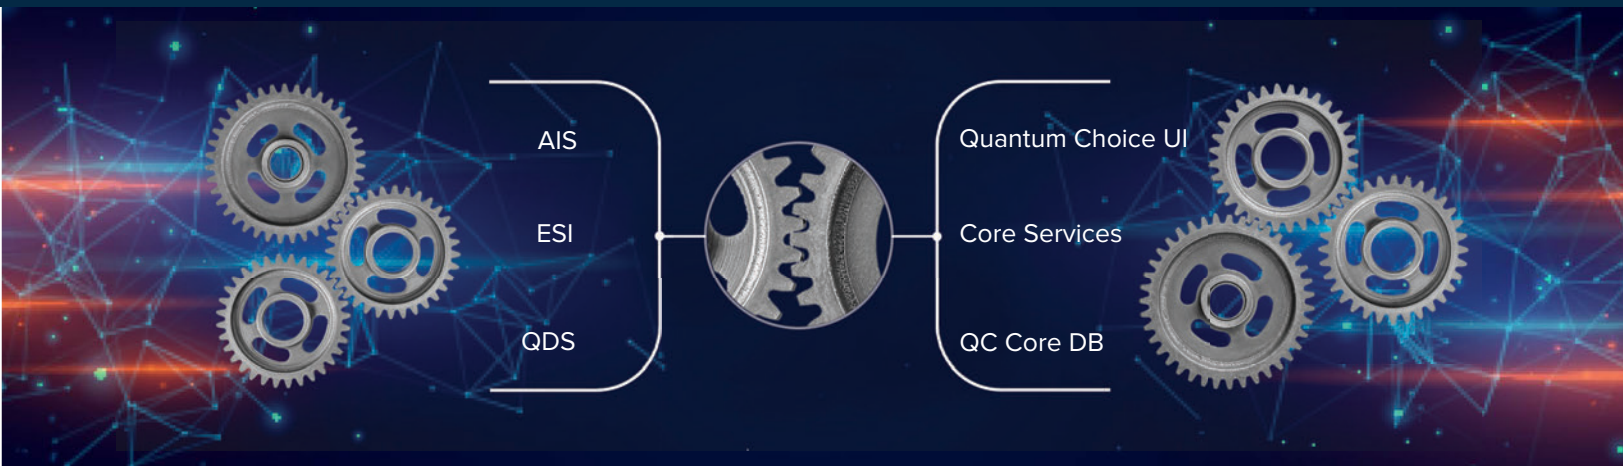 AIS
ESI
QDS
Quantum Choice UI
Core Services
QC Core DB